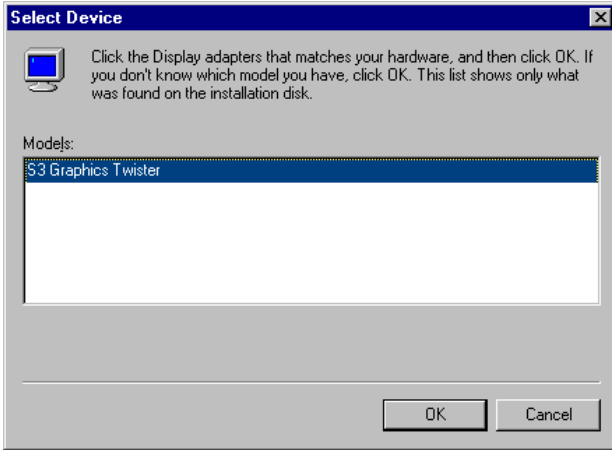 Select Device
Click the Display adapters that matches your hardware, and then click OK. If
you don't know which model you have, click OK. This list shows only what
was found on the installation disk.
Models:
S3 Graphics Twister
OK
Cancel